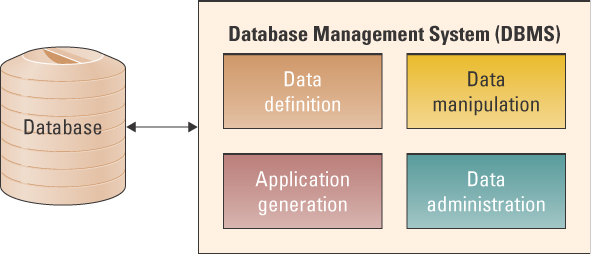 Database Management System (DBMS)
Data
definition
Data
manipulation
Database
Application
generation
Data
administration